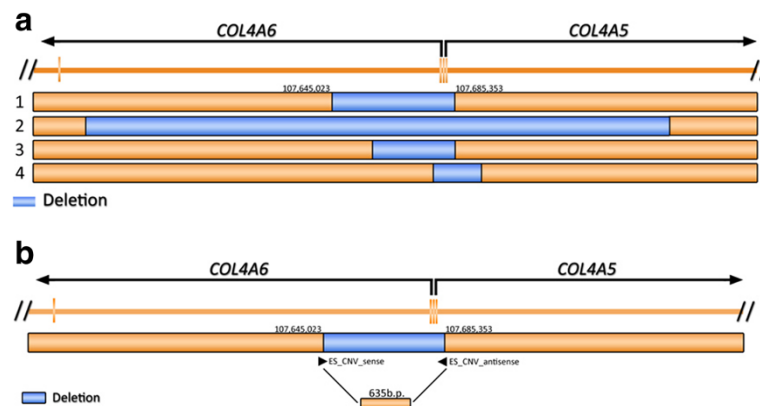 a
COL4A6 COL4A5
107,645,023 107,685,353
1
2
3
4
Deletion
b
COL4A6 COL4A5
107,645,023 107,685,353
ES_CNV_sense ES_CNV_antisense
635b.p.
Deletion